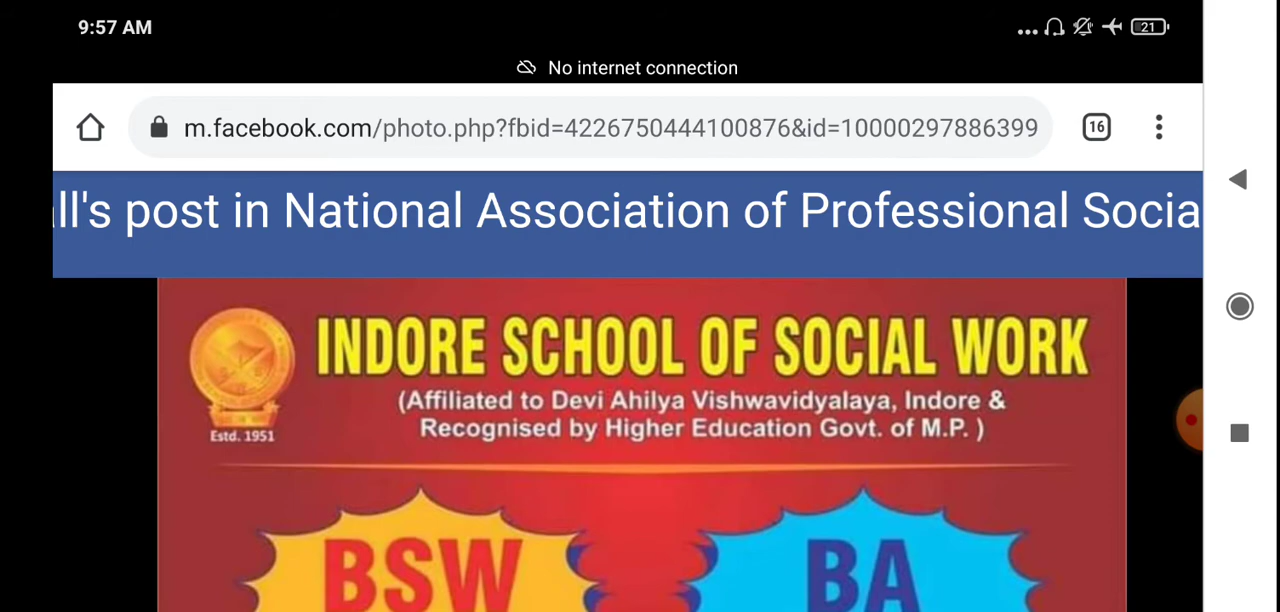 9:57 AM
21
No internet connection
m.facebook.com/photo.php?fbid=4226750444100876&id=10000297886399
16
ll's post in National Association of Professional Socia
INDORE SCHOOL OF SOCIAL WORK
(Affiliated to Devi Ahilya Vishwavidyalaya, Indore &
Recognised by Higher Education Govt. of M.P. )
Estd. 1951
BSW
BA